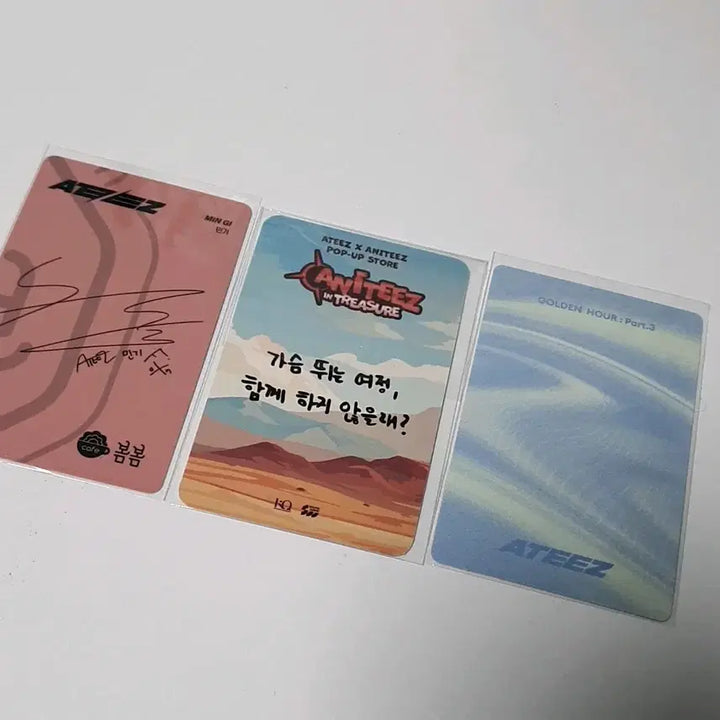 ATEEZ
MIN GI
민기
ATEEZ 민기
cafe
봄봄
ATEEZ X ANITEEZ
POP-UP STORE
ANITEEZ
IN TREASURE
가슴 뛰는 여정,
함께 하지 않을래?
KQ
GOLDEN HOUR : Part.3
ATEEZ